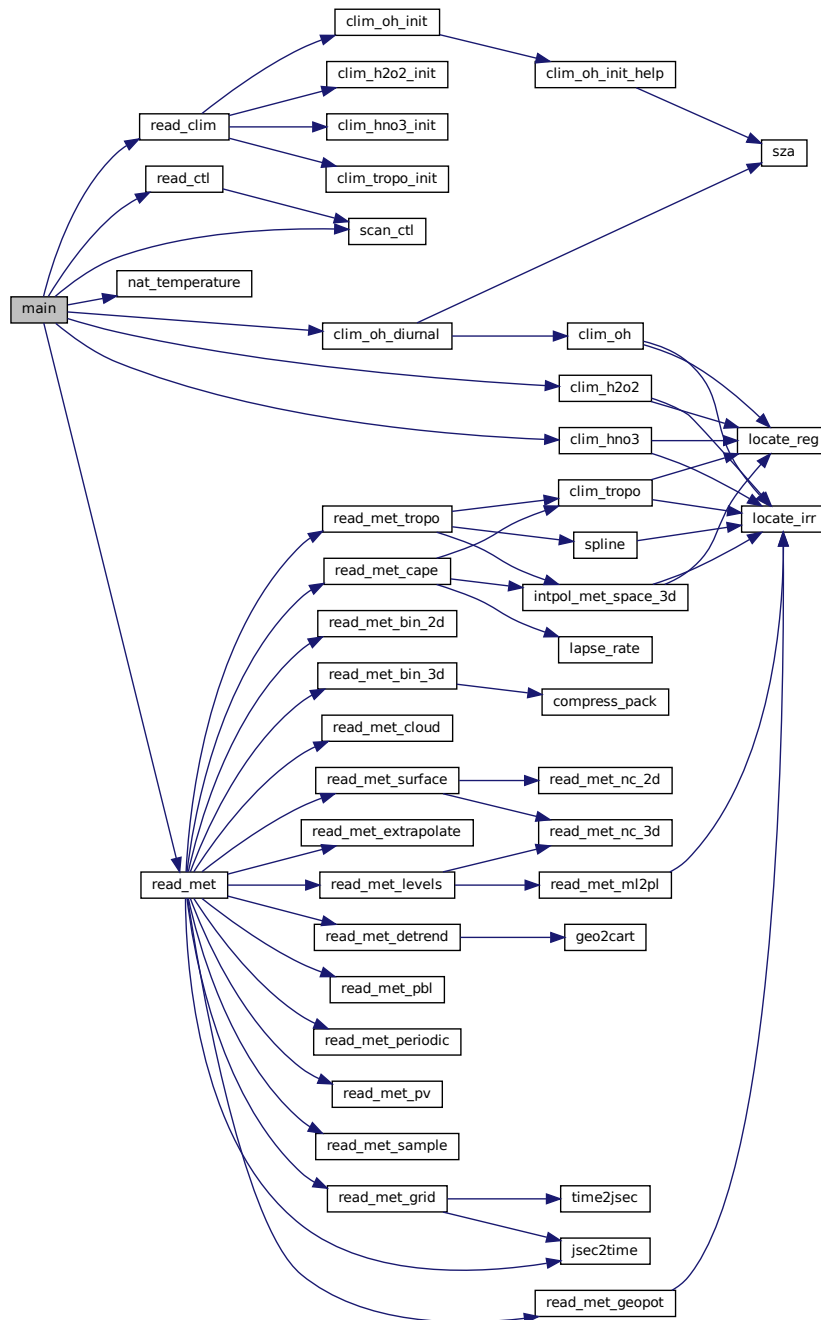 clim_oh_init
clim_h2o2_init
clim_oh_init_help
read_clim
clim_hno3_init
sza
read_ctl
clim_tropo_init
scan_ctl
nat_temperature
main
clim_oh_diurnal
clim_oh
clim_h2o2
clim_hno3
locate_reg
clim_tropo
read_met_tropo
locate_irr
spline
read_met_cape
intpol_met_space_3d
read_met_bin_2d
lapse_rate
read_met_bin_3d
compress_pack
read_met_cloud
read_met_surface
read_met_nc_2d
read_met_extrapolate
read_met_nc_3d
read_met
read_met_levels
read_met_ml2pl
read_met_detrend
geo2cart
read_met_pbl
read_met_periodic
read_met_pv
read_met_sample
read_met_grid
time2jsec
jsec2time
read_met_geopot